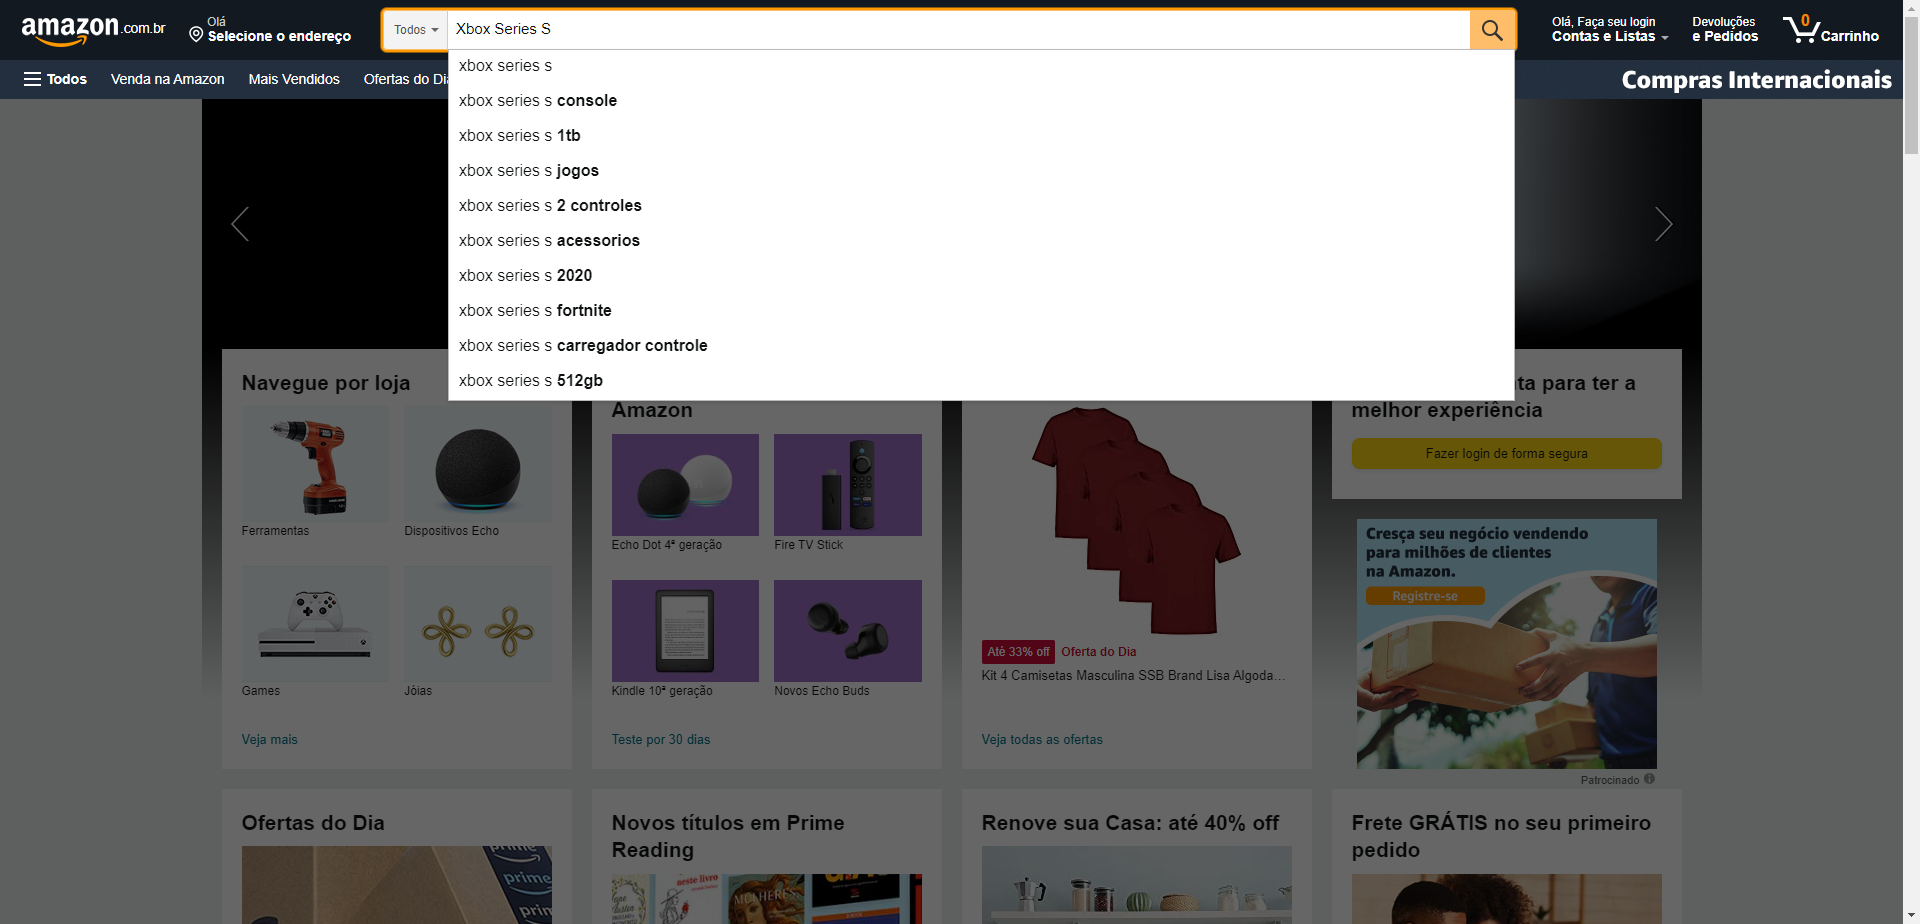 amazon.com.br
Olá
Selecione o endereço
Todos
Xbox Series S
Olá, Faça seu login
Contas e Listas
Devoluções
e Pedidos
0
Carrinho
Todos
Venda na Amazon
Mais Vendidos
Ofertas do Di
Compras Internacionais
xbox series s
xbox series s console
xbox series s 1tb
xbox series s jogos
xbox series s 2 controles
xbox series s acessorios
xbox series s 2020
xbox series s fortnite
xbox series s carregador controle
xbox series s 512gb
Navegue por loja
Ferramentas
Dispositivos Echo
Games
Jóias
Veja mais
Amazon
Echo Dot 4ª geração
Fire TV Stick
Kindle 10ª geração
Novos Echo Buds
Teste por 30 dias
Até 33% off
Oferta do Dia
Kit 4 Camisetas Masculina SSB Brand Lisa Algoda…
Veja todas as ofertas
ta para ter a
melhor experiência
Fazer login de forma segura
Cresça seu negócio vendendo
para milhões de clientes
na Amazon.
Registre-se
Patrocinado
Ofertas do Dia
prime
prime
Novos títulos em Prime
Reading
neste livro
MULHERES
Renove sua Casa: até 40% off
Frete GRÁTIS no seu primeiro
pedido